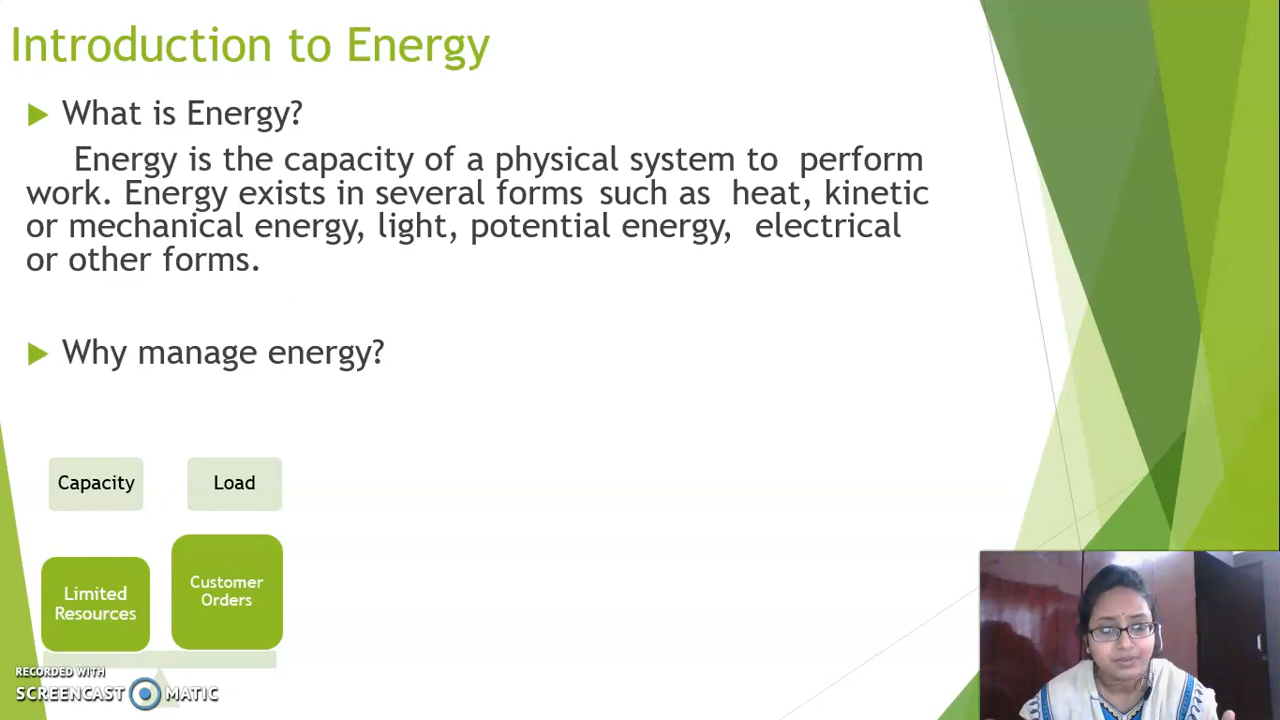 Introduction to Energy
What is Energy?
Energy is the capacity of a physical system to perform
work. Energy exists in several forms such as heat, kinetic
or mechanical energy, light, potential energy, electrical
or other forms.
Why manage energy?
Capacity
Load
Limited
Resources
Customer
Orders
RECORDED WITH
SCREENCAST MATIC